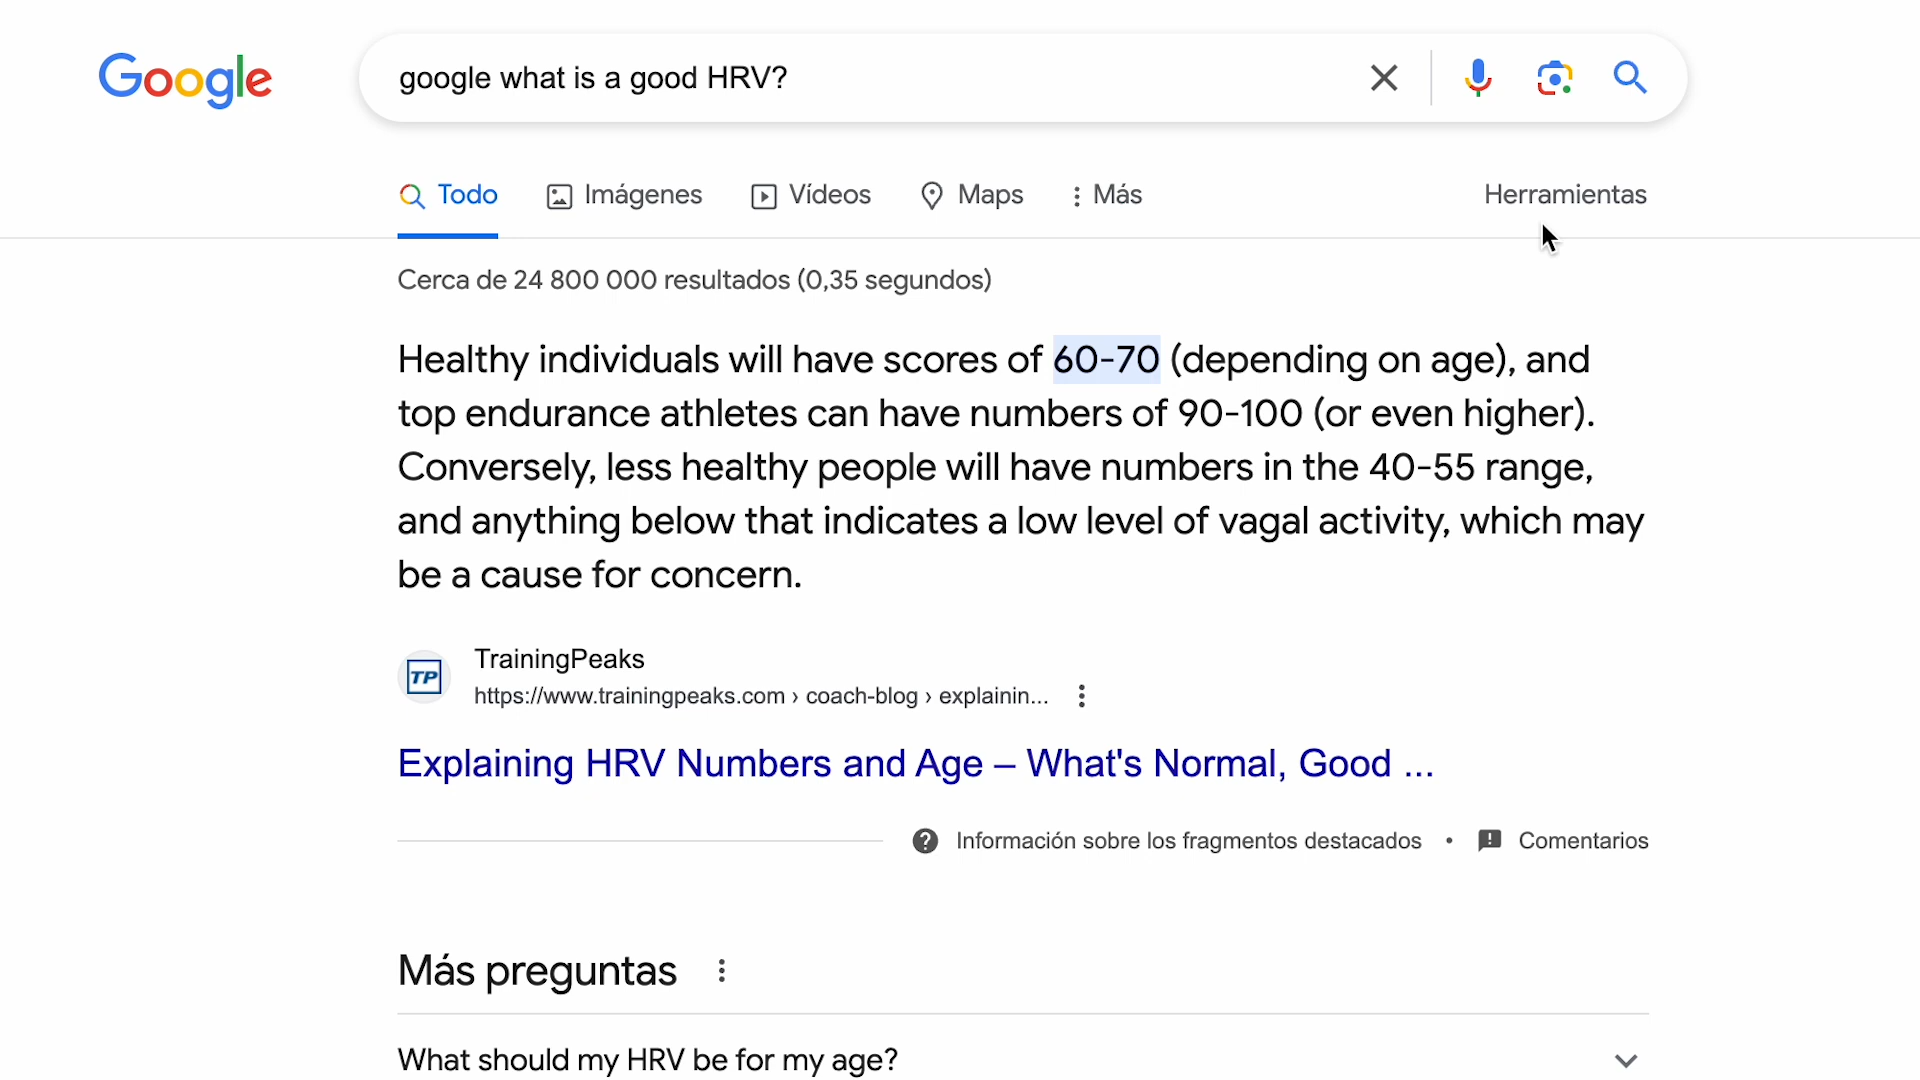 Google
google what is a good HRV?
Todo Imágenes Vídeos Maps Más Herramientas
Cerca de 24 800 000 resultados (0,35 segundos)
Healthy individuals will have scores of 60-70 (depending on age), and
top endurance athletes can have numbers of 90-100 (or even higher).
Conversely, less healthy people will have numbers in the 40-55 range,
and anything below that indicates a low level of vagal activity, which may
be a cause for concern.
TP
TrainingPeaks
https://www.trainingpeaks.com › coach-blog › explainin...
Explaining HRV Numbers and Age – What's Normal, Good ...
Información sobre los fragmentos destacados • Comentarios
Más preguntas
What should my HRV be for my age?